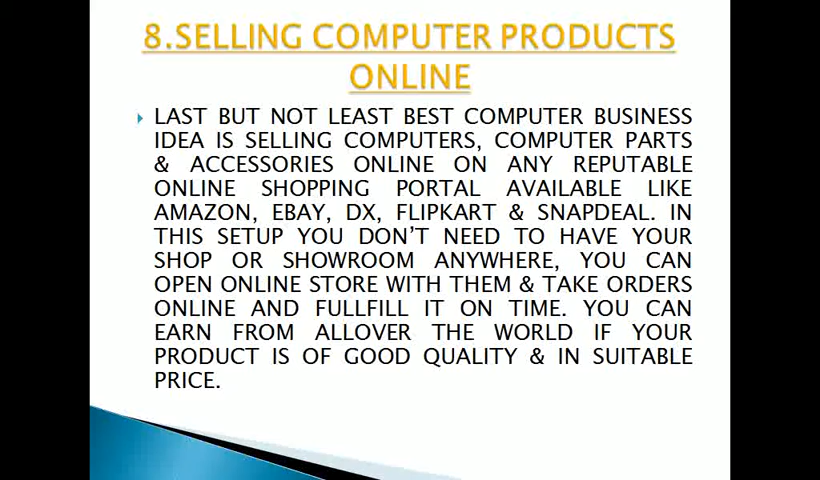 8.SELLING COMPUTER PRODUCTS
ONLINE
LAST BUT NOT LEAST BEST COMPUTER BUSINESS
IDEA IS SELLING COMPUTERS, COMPUTER PARTS
& ACCESSORIES ONLINE ON ANY REPUTABLE
ONLINE SHOPPING PORTAL AVAILABLE LIKE
AMAZON, EBAY, DX, FLIPKART & SNAPDEAL. IN
THIS SETUP YOU DON'T NEED TO HAVE YOUR
SHOP OR SHOWROOM ANYWHERE, YOU CAN
OPEN ONLINE STORE WITH THEM & TAKE ORDERS
ONLINE AND FULLFILL IT ON TIME. YOU CAN
EARN FROM ALLOVER THE WORLD IF YOUR
PRODUCT IS OF GOOD QUALITY & IN SUITABLE
PRICE.